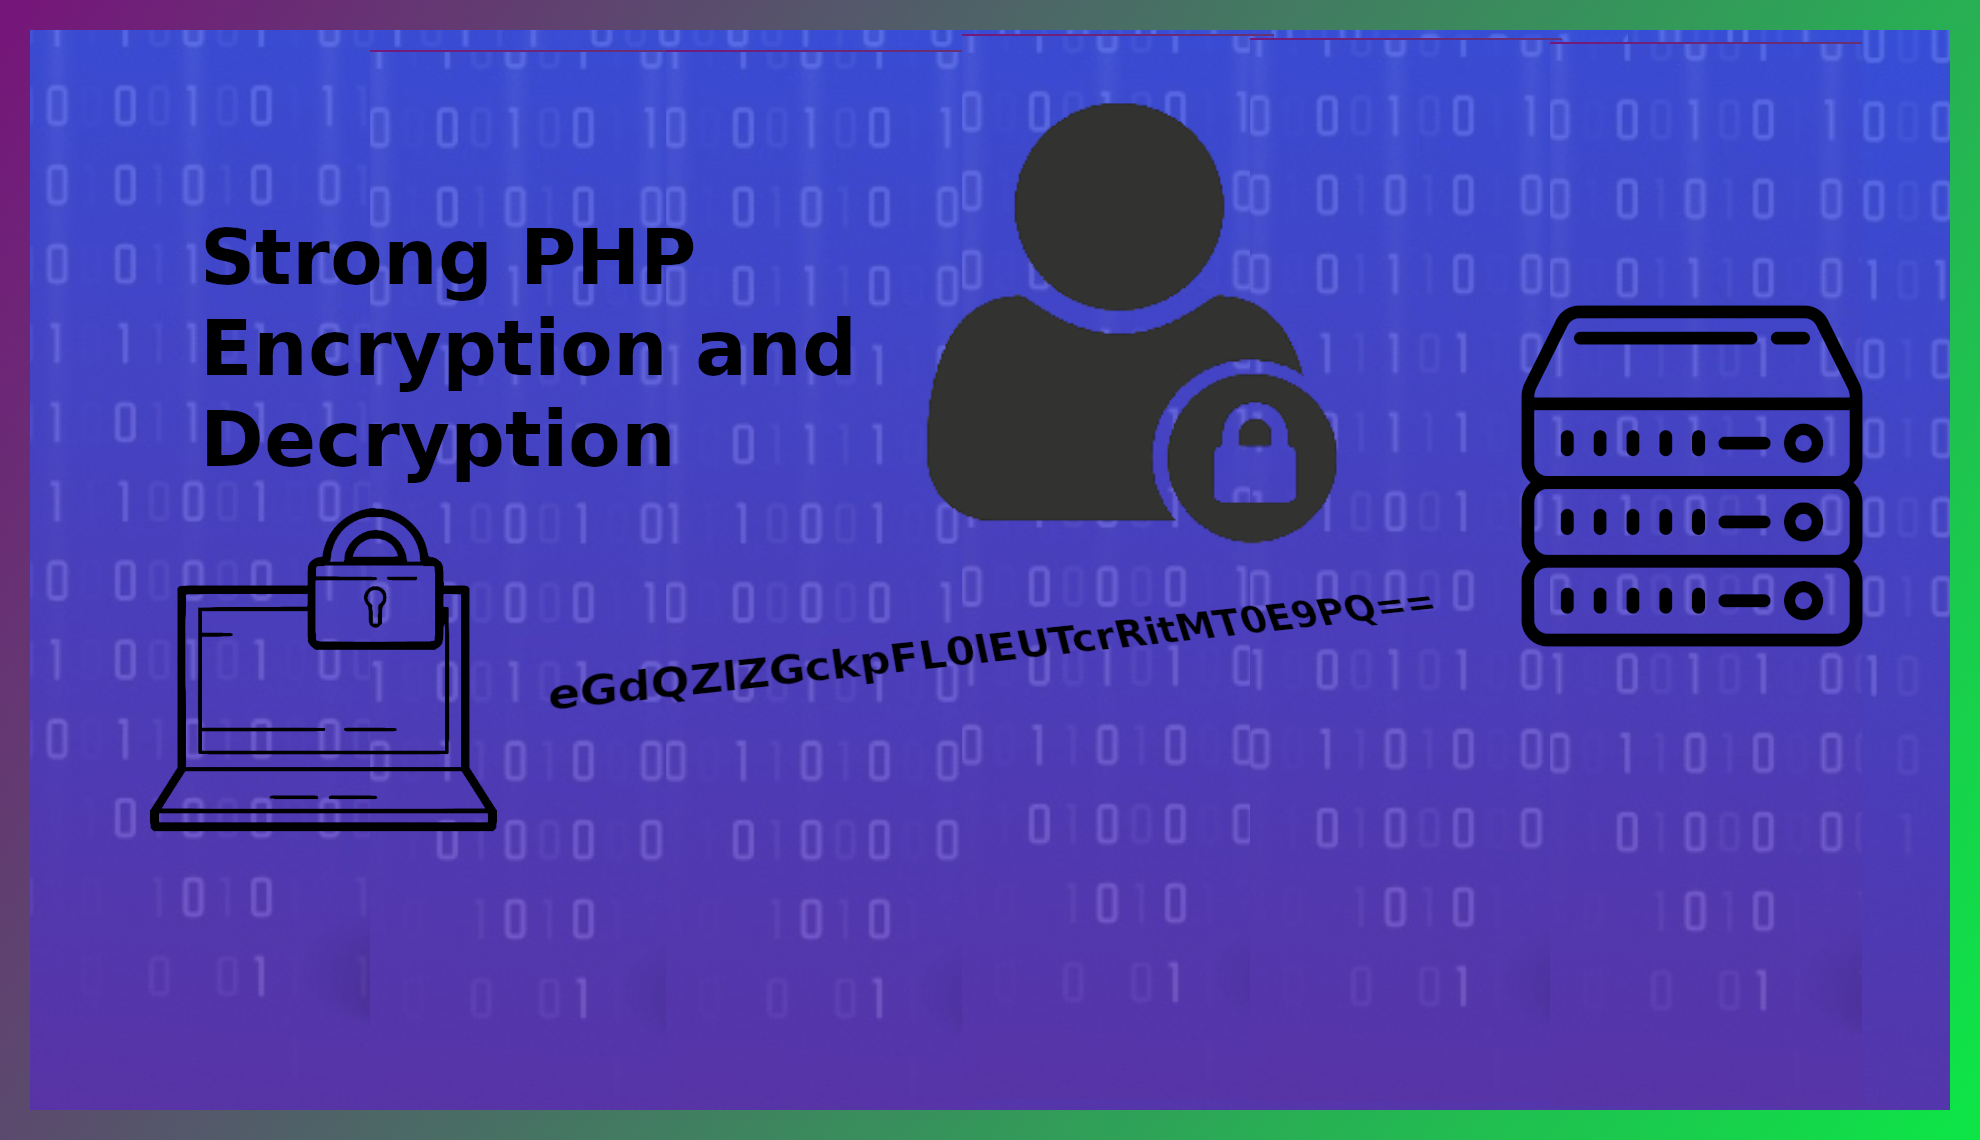 Strong PHP
Encryption and
Decryption
eGdQZlZGckpFL0lEUTcrRitMT0E9PQ==